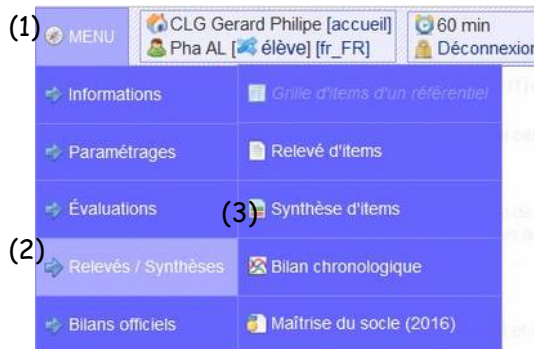 (1) MENU CLG Gerard Philipe [accueil] 60 min
Pha AL [élève] [fr_FR] Déconnexion
Informations Grille d'items d'un référentiel
Paramétrages Relevé d'items
Évaluations (3) Synthèse d'items
(2) Relevés / Synthèses Bilan chronologique
Bilans officiels Maîtrise du socle (2016)